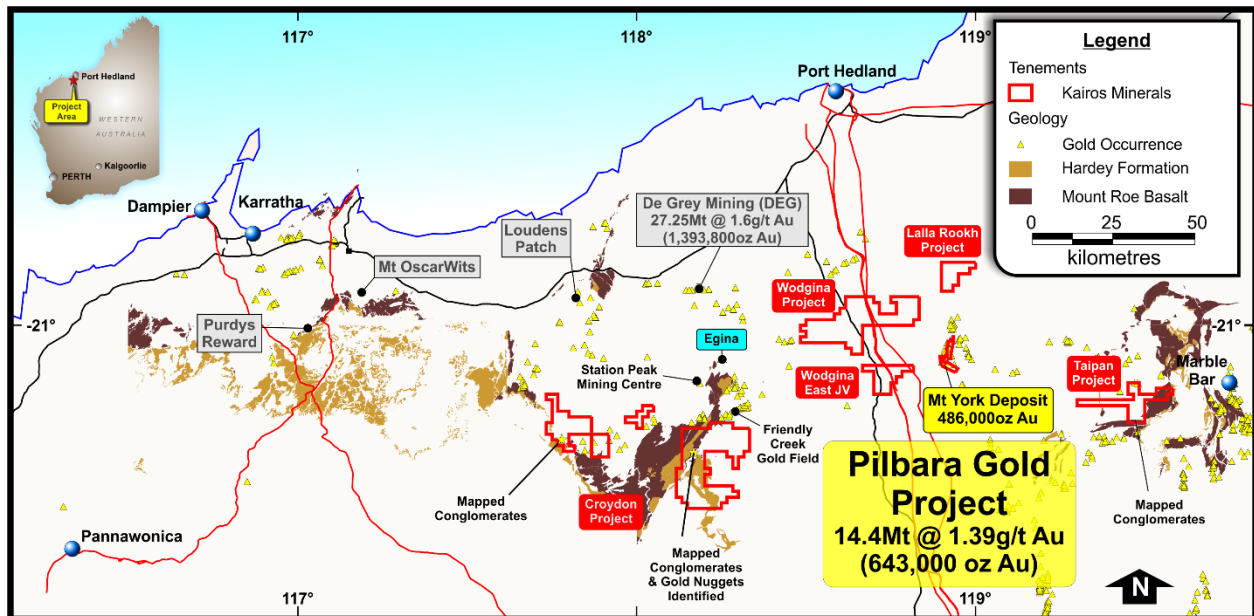 117°
118°
119°
Port Hedland
Project
Area
WESTERN
AUSTRALIA
Kalgoorlie
PERTH
Port Hedland
Legend
Tenements
Kairos Minerals
Geology
Gold Occurrence
Hardey Formation
Mount Roe Basalt
0 25 50
kilometres
Dampier
Karratha
Loudens
Patch
De Grey Mining (DEG)
27.25Mt @ 1.6g/t Au
(1,393,800oz Au)
Lalla Rookh
Project
Mt OscarWits
Wodgina
Project
-21°
Purdys
Reward
-21°
Egina
Station Peak
Mining Centre
Wodgina
East JV
Taipan
Project
Marble
Bar
Mt York Deposit
486,000oz Au
Friendly
Creek
Gold Field
Pilbara Gold
Project
14.4Mt @ 1.39g/t Au
(643,000 oz Au)
Mapped
Conglomerates
Croydon
Project
Mapped
Conglomerates
Pannawonica
Mapped
Conglomerates
& Gold Nuggets
Identified
N
117°
119°